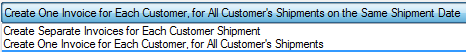 Create One Invoice for Each Customer, for All Customer's Shipments on the Same Shipment Date
Create Separate Invoices for Each Customer Shipment
Create One Invoice for Each Customer, for All Customer's Shipments